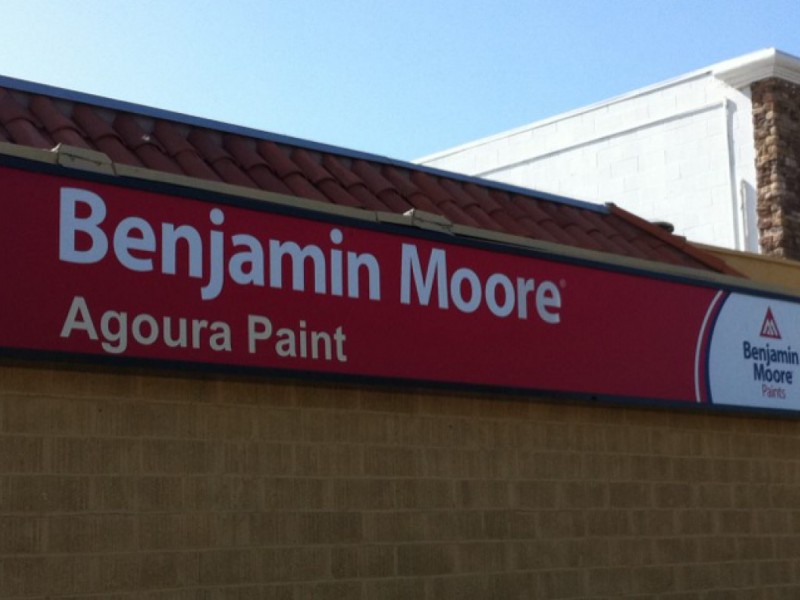 Benjamin Moore®
Agoura Paint
Benjamin
Moore
Paints